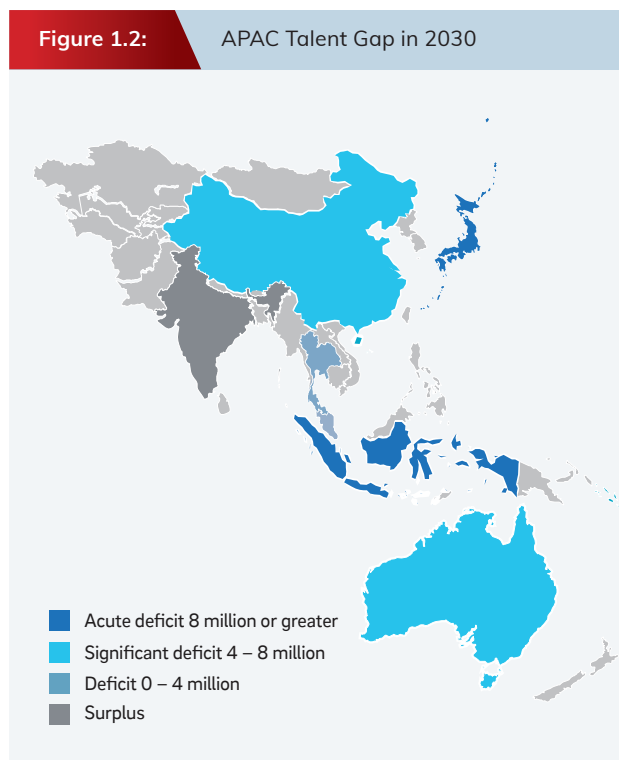 Figure 1.2:
APAC Talent Gap in 2030
Acute deficit 8 million or greater
Significant deficit 4 – 8 million
Deficit 0 – 4 million
Surplus